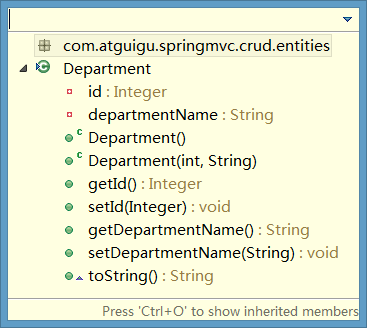 com.atguigu.springmvc.crud.entities
Department
id : Integer
departmentName : String
Department()
Department(int, String)
getId() : Integer
setId(Integer) : void
getDepartmentName() : String
setDepartmentName(String) : void
toString() : String
Press 'Ctrl+O' to show inherited members